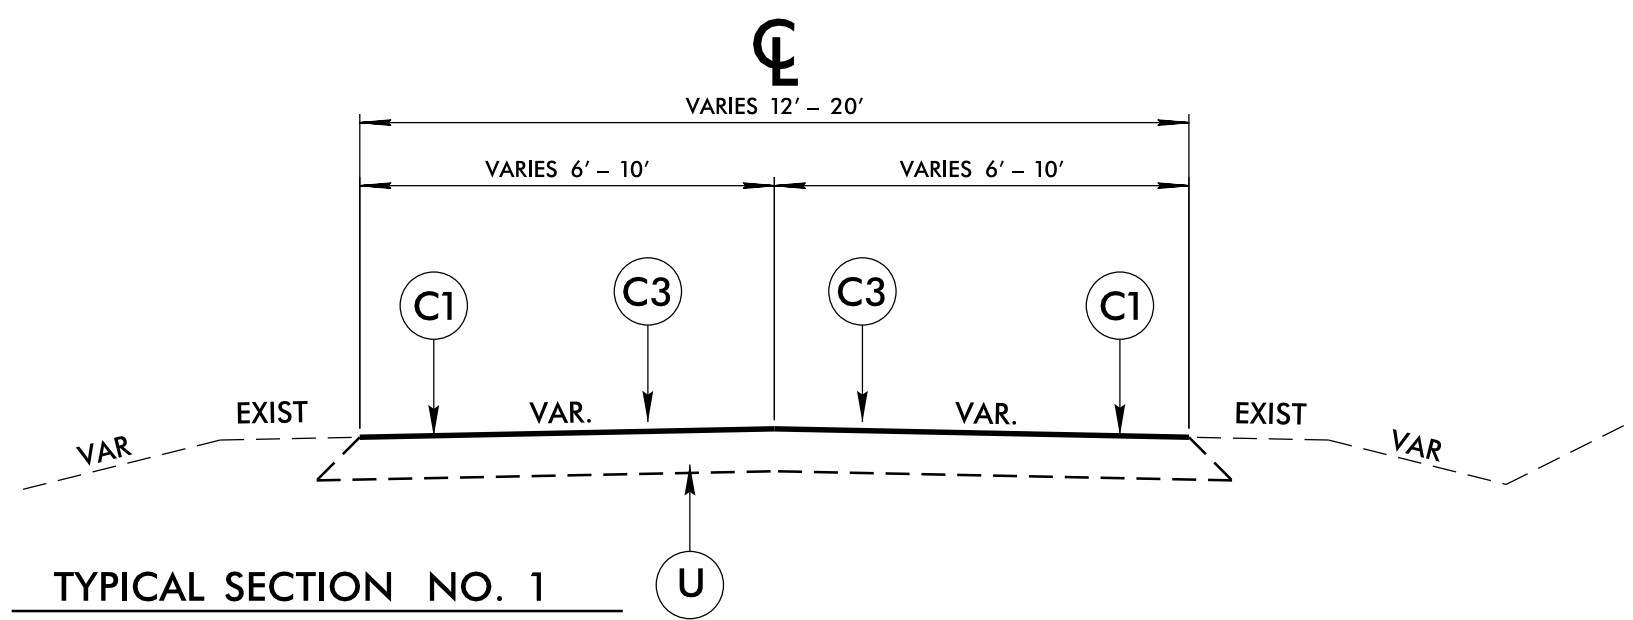 ℄
VARIES 12' – 20'
VARIES 6' – 10' VARIES 6' – 10'
C1 C3 C3 C1
EXIST VAR. VAR. EXIST
VAR VAR
TYPICAL SECTION NO. 1 U